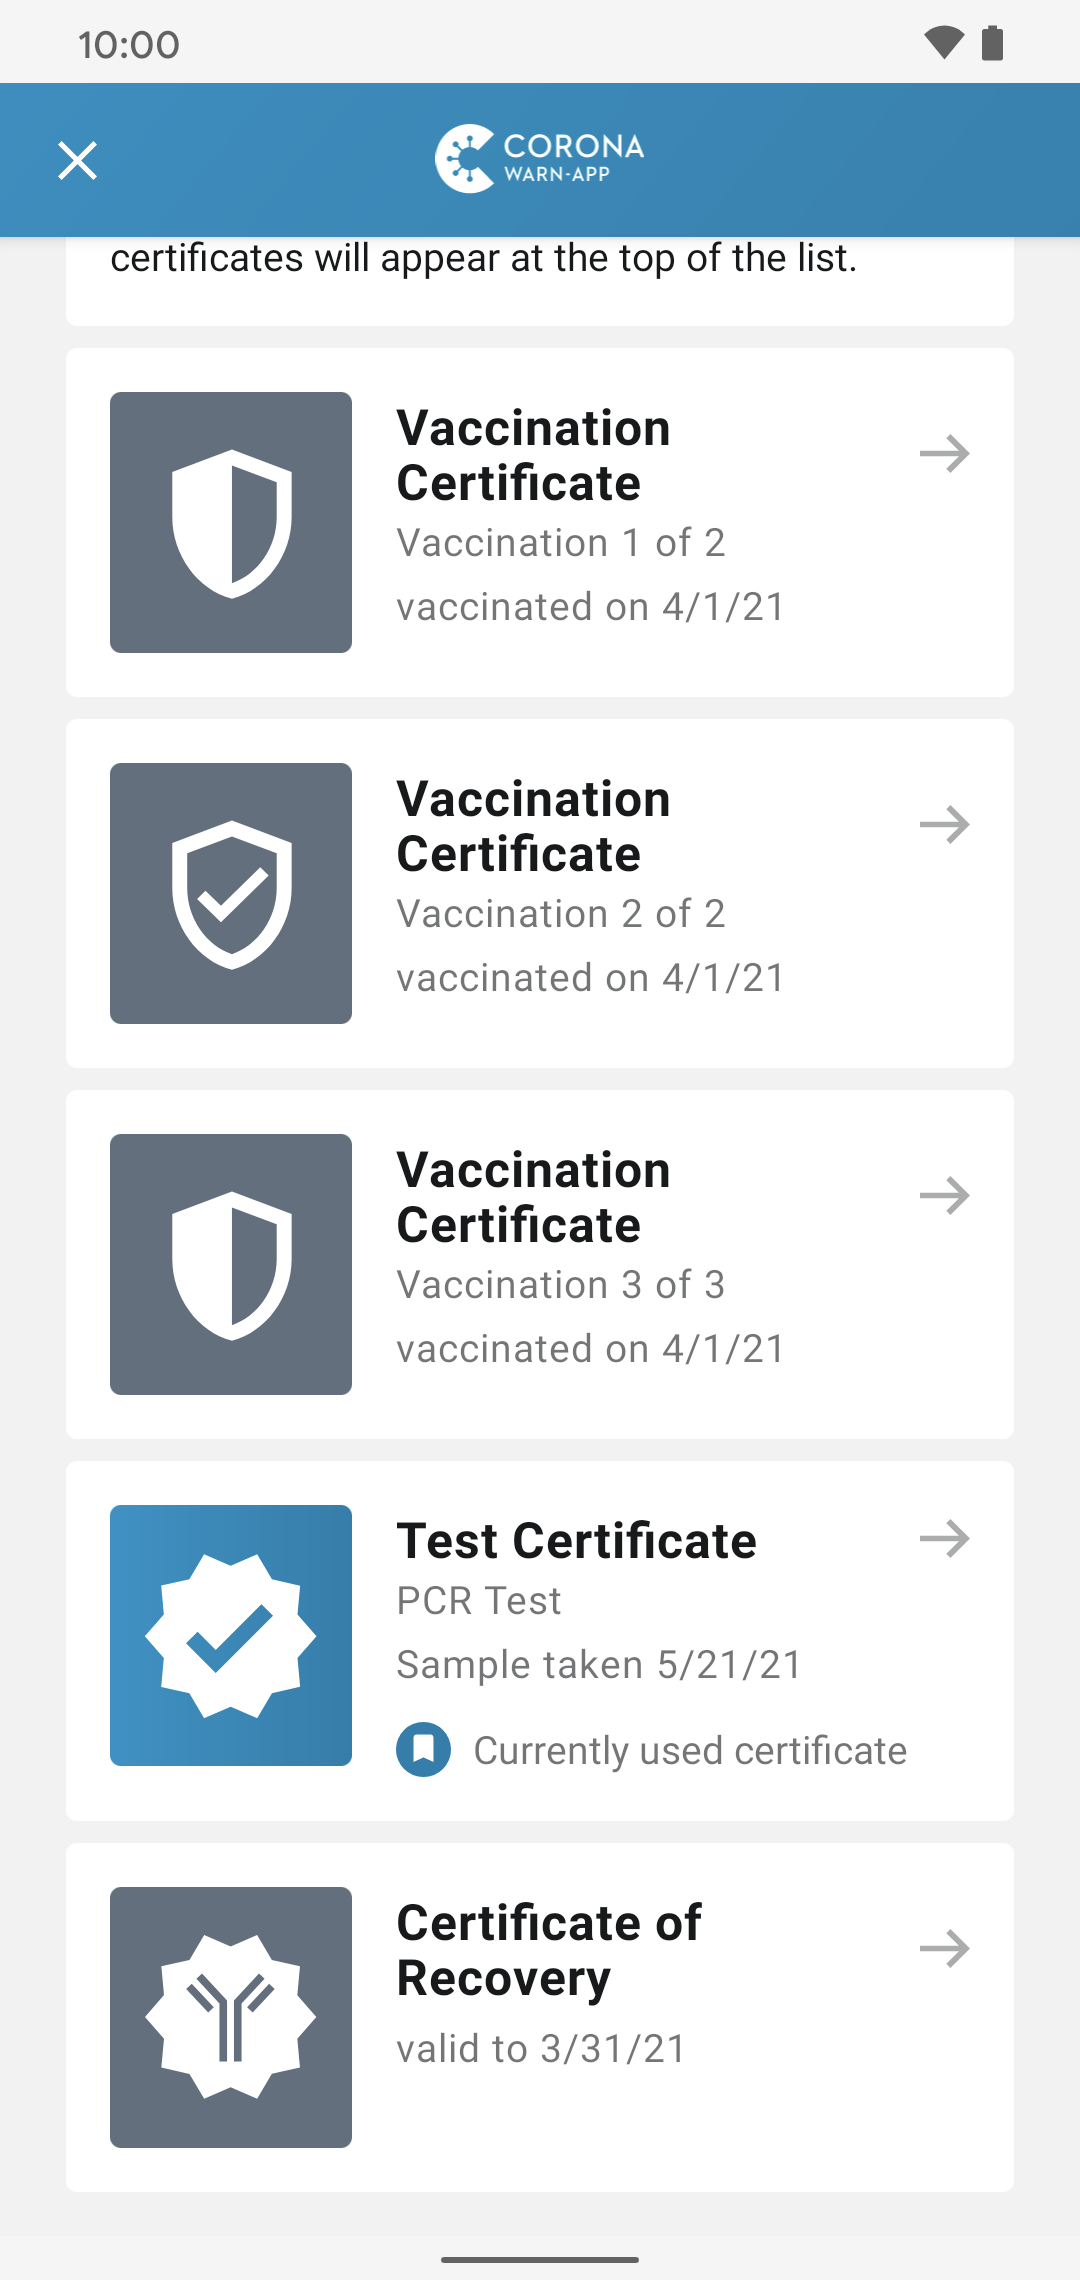 10:00
CORONA
WARN-APP
certificates will appear at the top of the list.
Vaccination
Certificate
Vaccination 1 of 2
vaccinated on 4/1/21
Vaccination
Certificate
Vaccination 2 of 2
vaccinated on 4/1/21
Vaccination
Certificate
Vaccination 3 of 3
vaccinated on 4/1/21
Test Certificate
PCR Test
Sample taken 5/21/21
Currently used certificate
Certificate of
Recovery
valid to 3/31/21